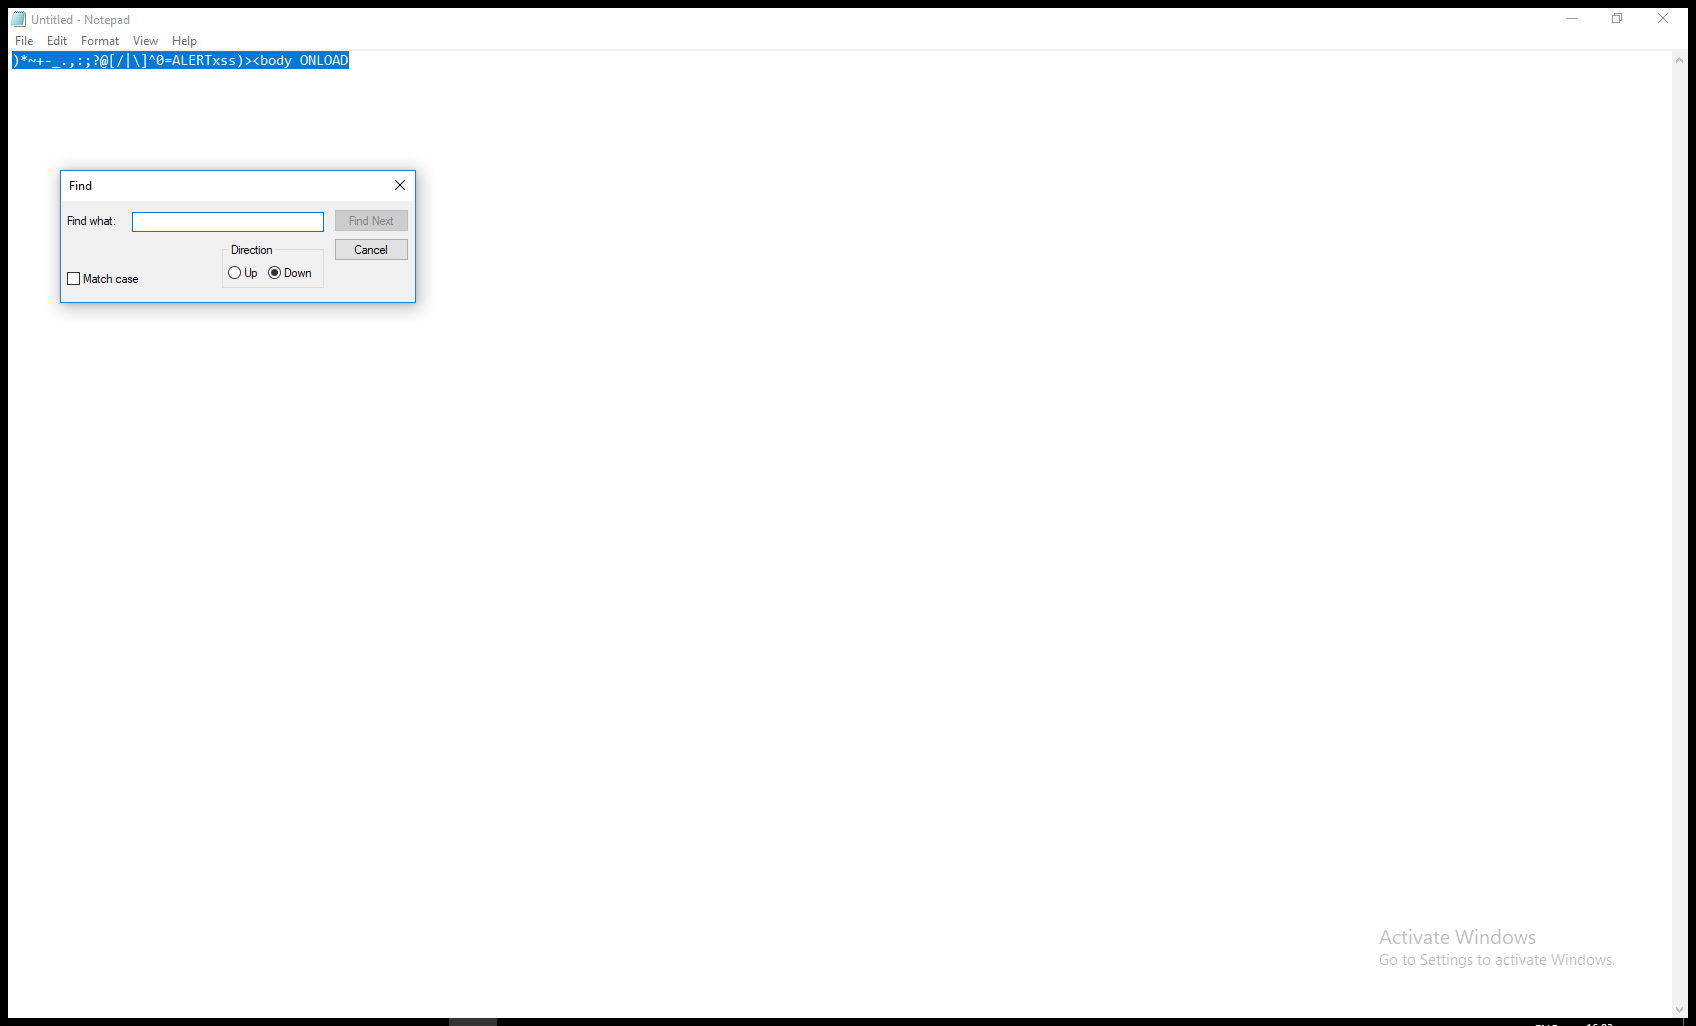 Untitled - Notepad
File Edit Format View Help
)*~+-_.,:;?@[/|\]^0=ALERTxss)><body ONLOAD
Find
Find what:
Find Next
Direction
Cancel
Up Down
Match case
Activate Windows
Go to Settings to activate Windows.